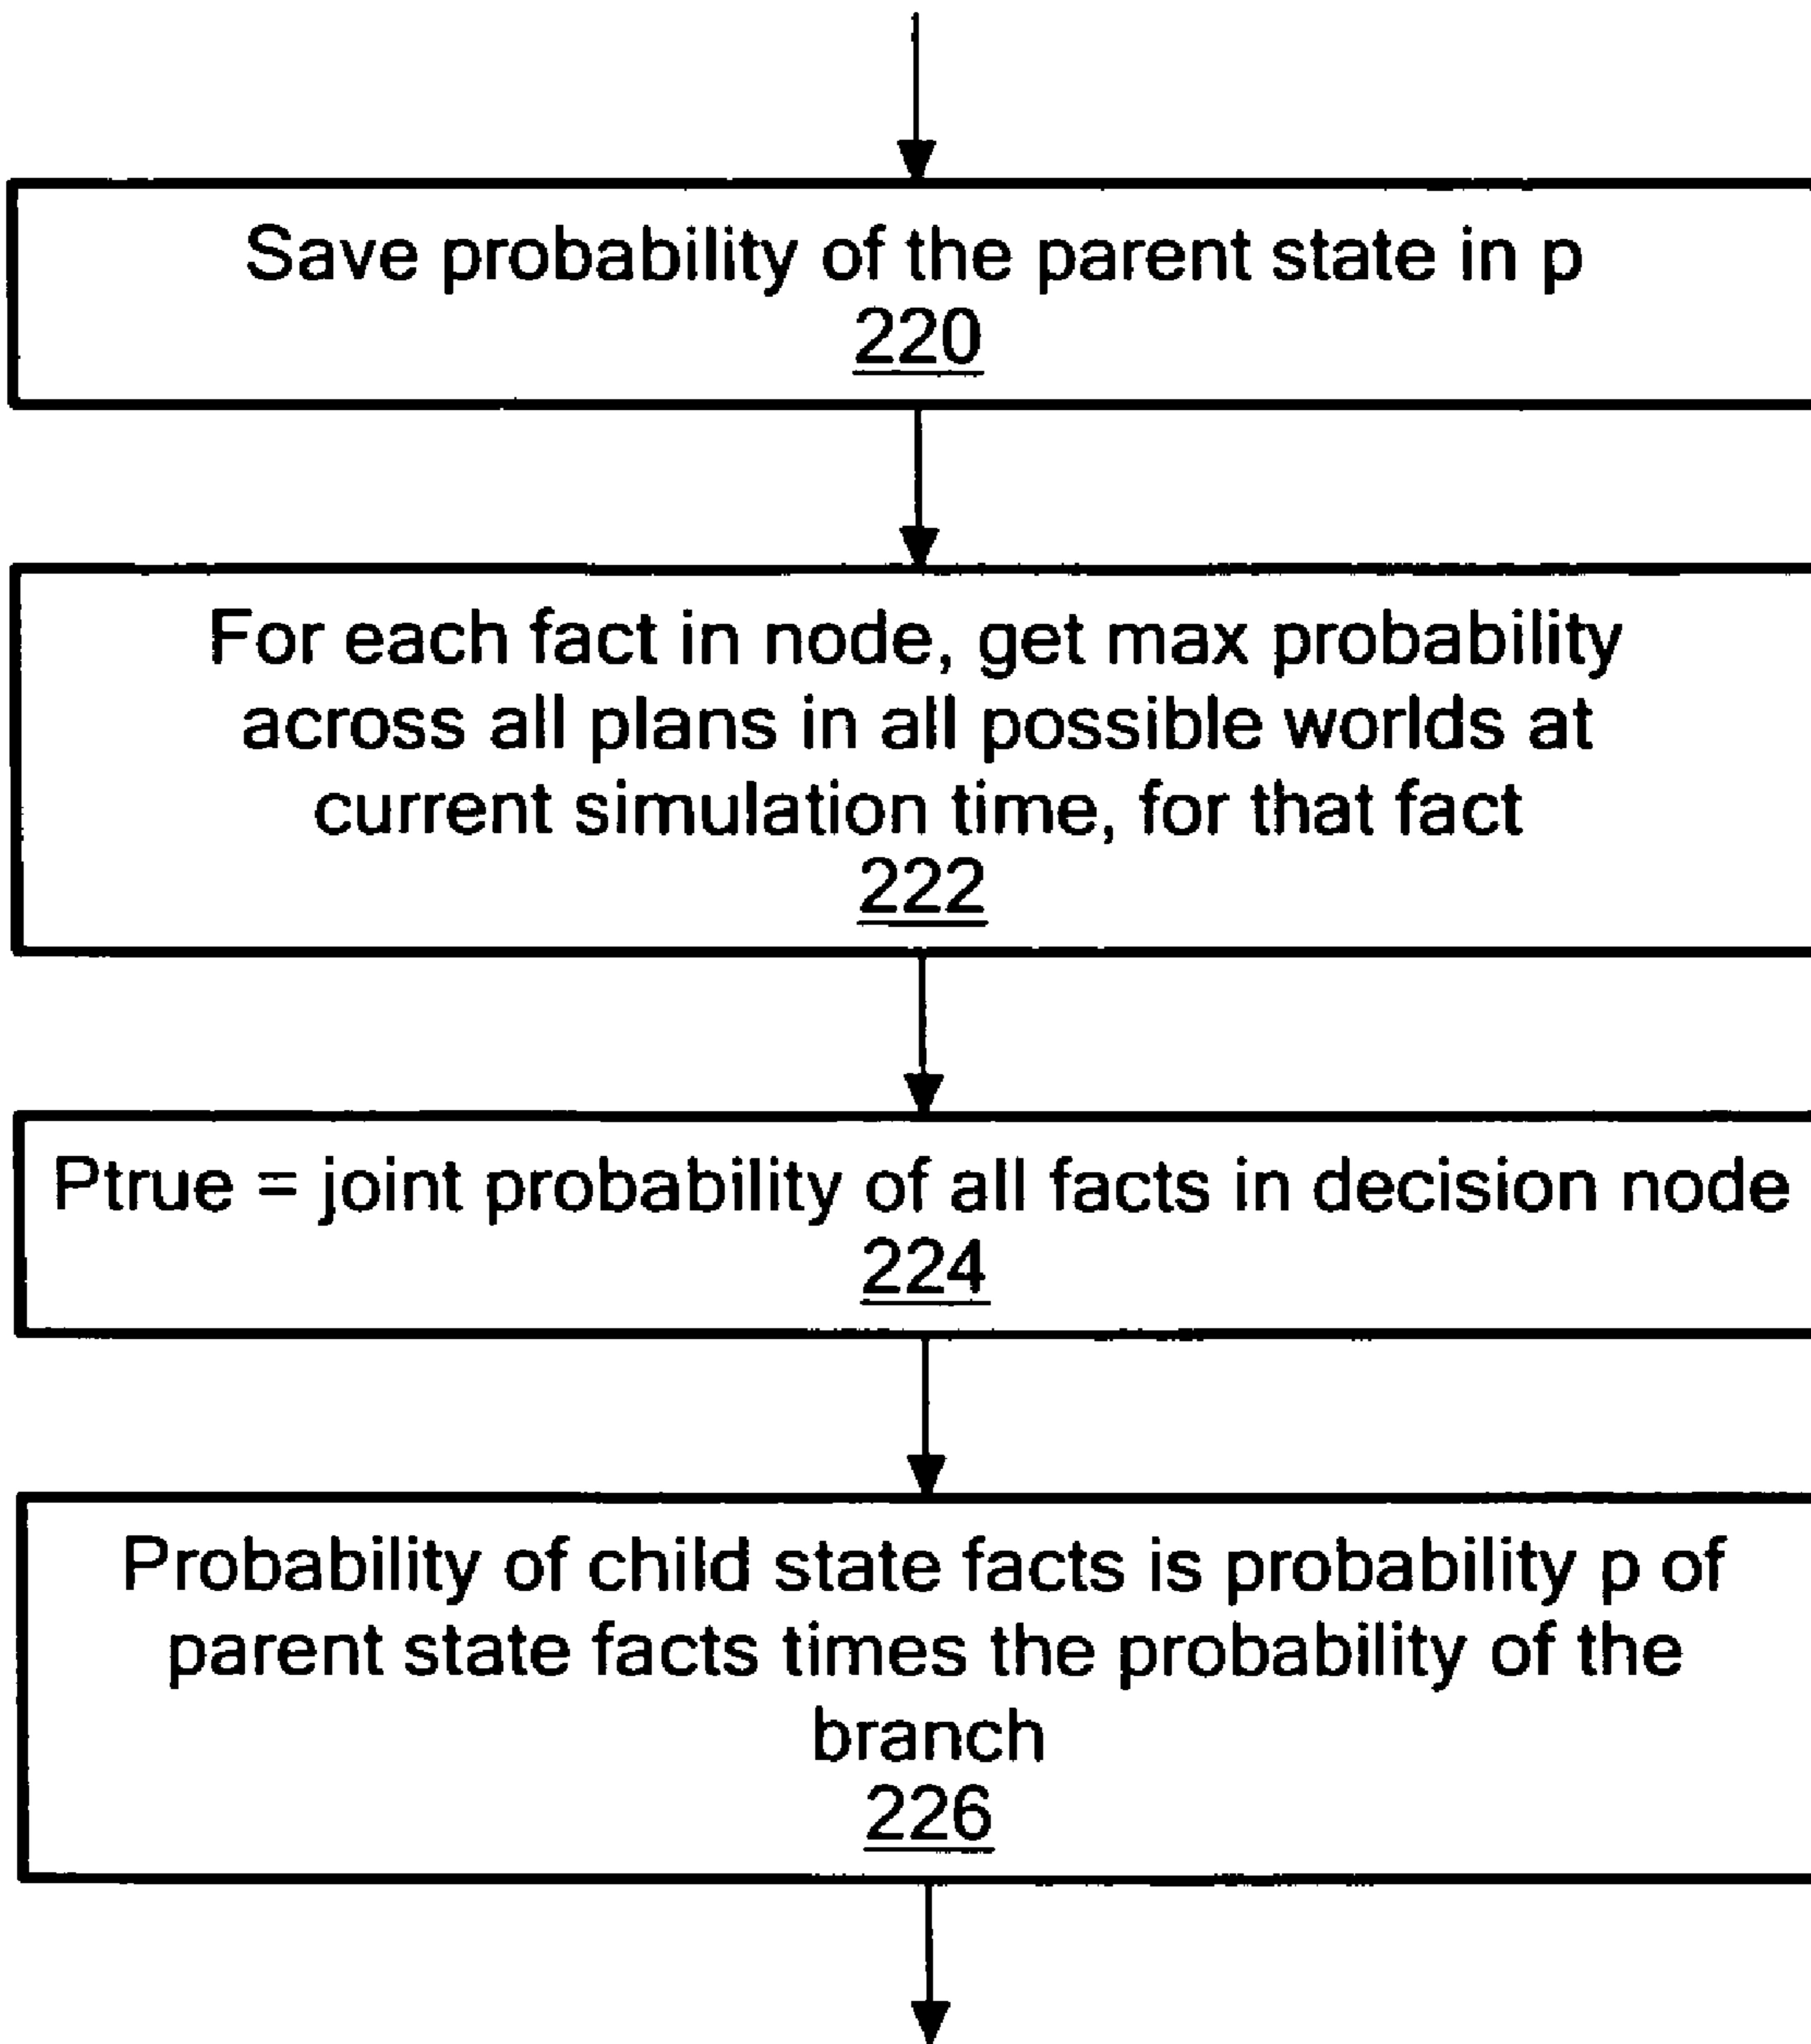 Save probability of the parent state in p
220
For each fact in node, get max probability
across all plans in all possible worlds at
current simulation time, for that fact
222
Ptrue = joint probability of all facts in decision node
224
Probability of child state facts is probability p of
parent state facts times the probability of the
branch
226